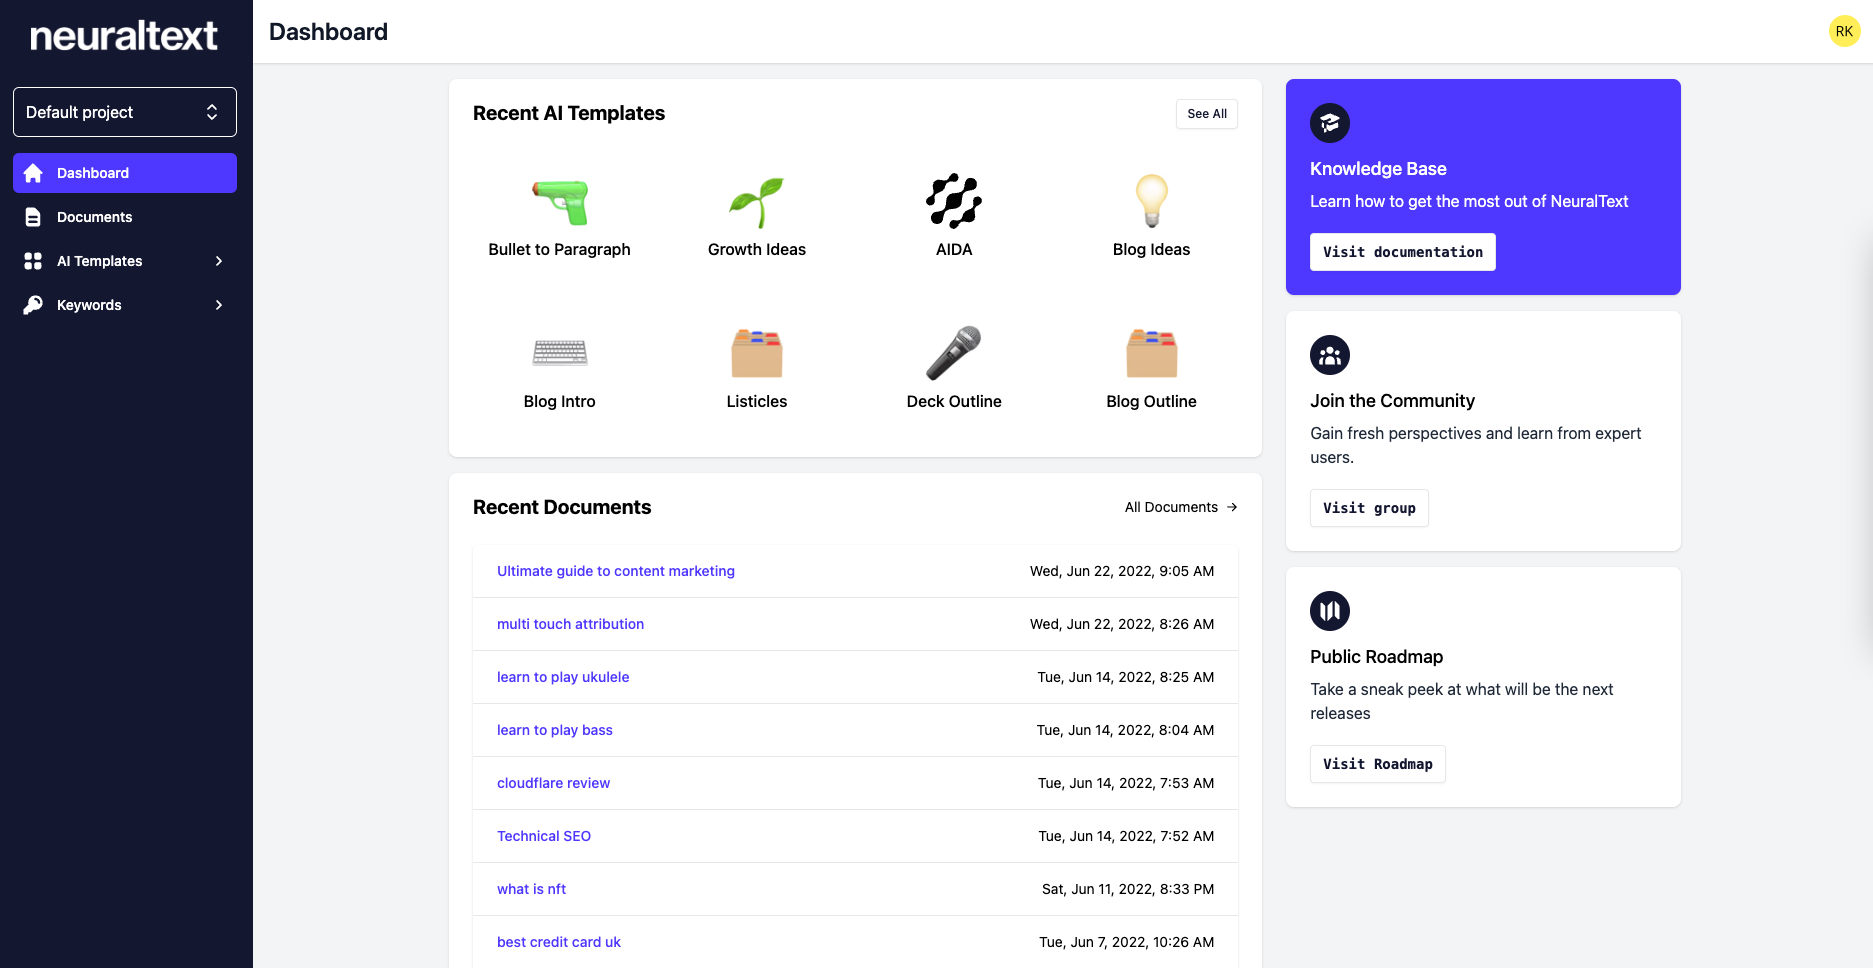 neuraltext
Dashboard
RK
Default project
Dashboard
Documents
AI Templates
Keywords
Recent AI Templates
See All
Bullet to Paragraph
Growth Ideas
AIDA
Blog Ideas
Blog Intro
Listicles
Deck Outline
Blog Outline
Recent Documents
All Documents →
Ultimate guide to content marketing Wed, Jun 22, 2022, 9:05 AM
multi touch attribution Wed, Jun 22, 2022, 8:26 AM
learn to play ukulele Tue, Jun 14, 2022, 8:25 AM
learn to play bass Tue, Jun 14, 2022, 8:04 AM
cloudflare review Tue, Jun 14, 2022, 7:53 AM
Technical SEO Tue, Jun 14, 2022, 7:52 AM
what is nft Sat, Jun 11, 2022, 8:33 PM
best credit card uk Tue, Jun 7, 2022, 10:26 AM
Knowledge Base
Learn how to get the most out of NeuralText
Visit documentation
Join the Community
Gain fresh perspectives and learn from expert
users.
Visit group
Public Roadmap
Take a sneak peek at what will be the next
releases
Visit Roadmap